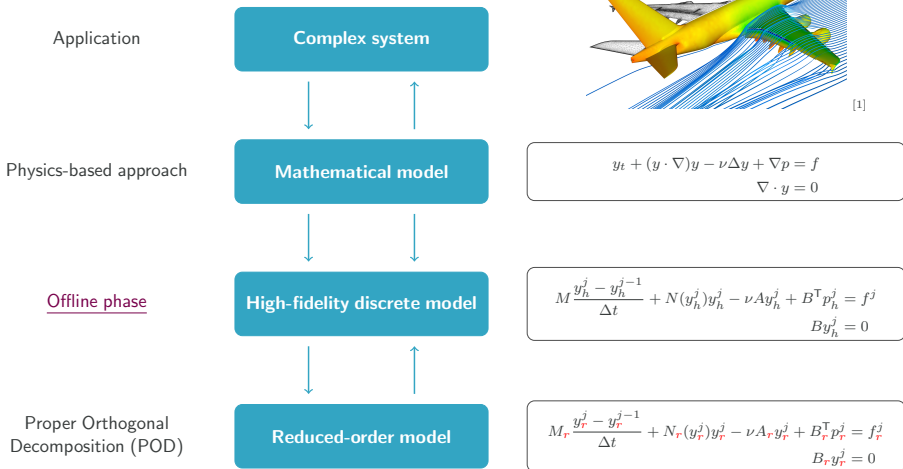 Application
Complex system
[1]
Physics-based approach
Mathematical model
y_t + (y · ∇)y − νΔy + ∇p = f
∇ · y = 0
Offline phase
High-fidelity discrete model
M \frac{y_h^j − y_h^{j−1}}{Δt} + N(y_h^j)y_h^j − νAy_h^j + B^⊤p_h^j = f^j
By_h^j = 0
Proper Orthogonal
Decomposition (POD)
Reduced-order model
M_r \frac{y_r^j − y_r^{j−1}}{Δt} + N_r(y_r^j)y_r^j − νA_r y_r^j + B_r^⊤p_r^j = f_r^j
B_r y_r^j = 0